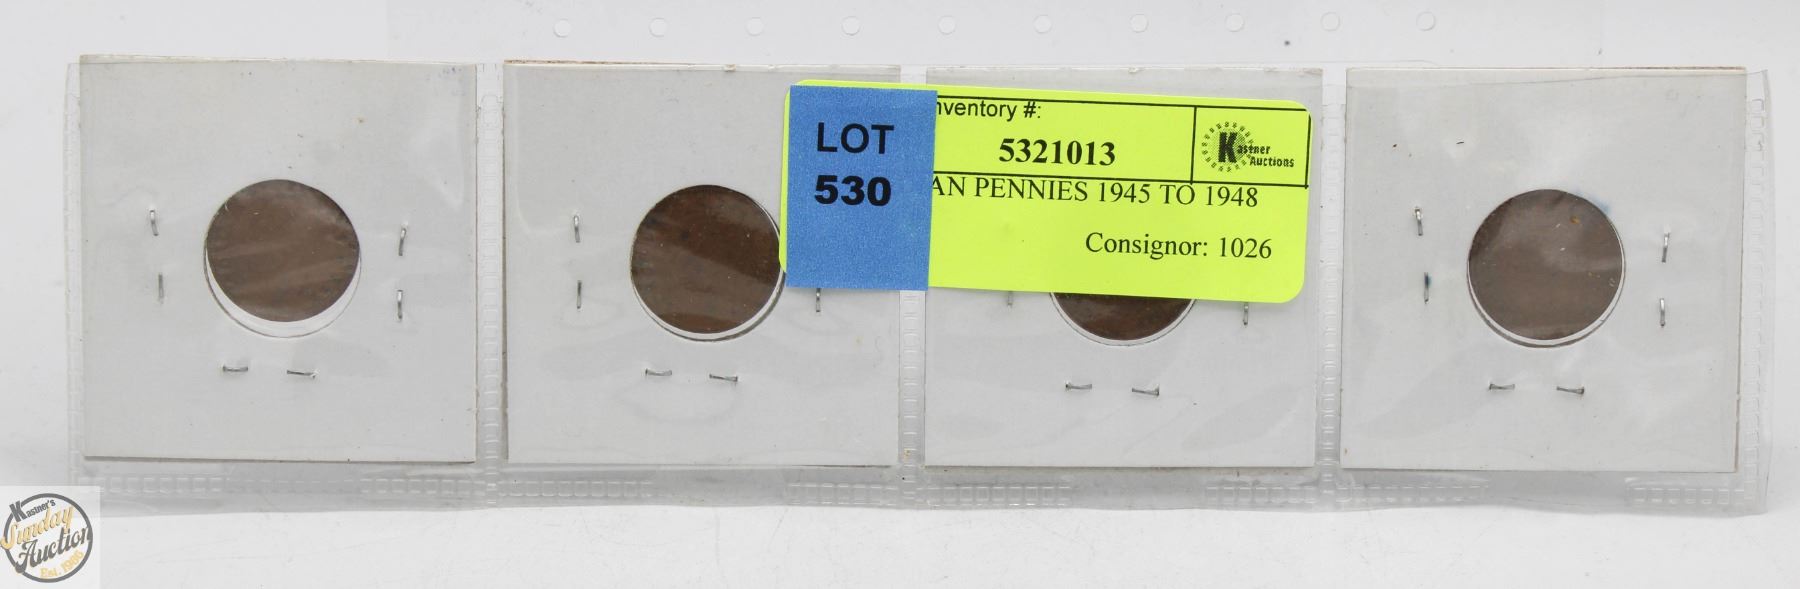 LOT
530
nventory #:
5321013
Kastner
Auctions
AN PENNIES 1945 TO 1948
Consignor: 1026
Kastner's
Sunday
Auction
Est. 1986